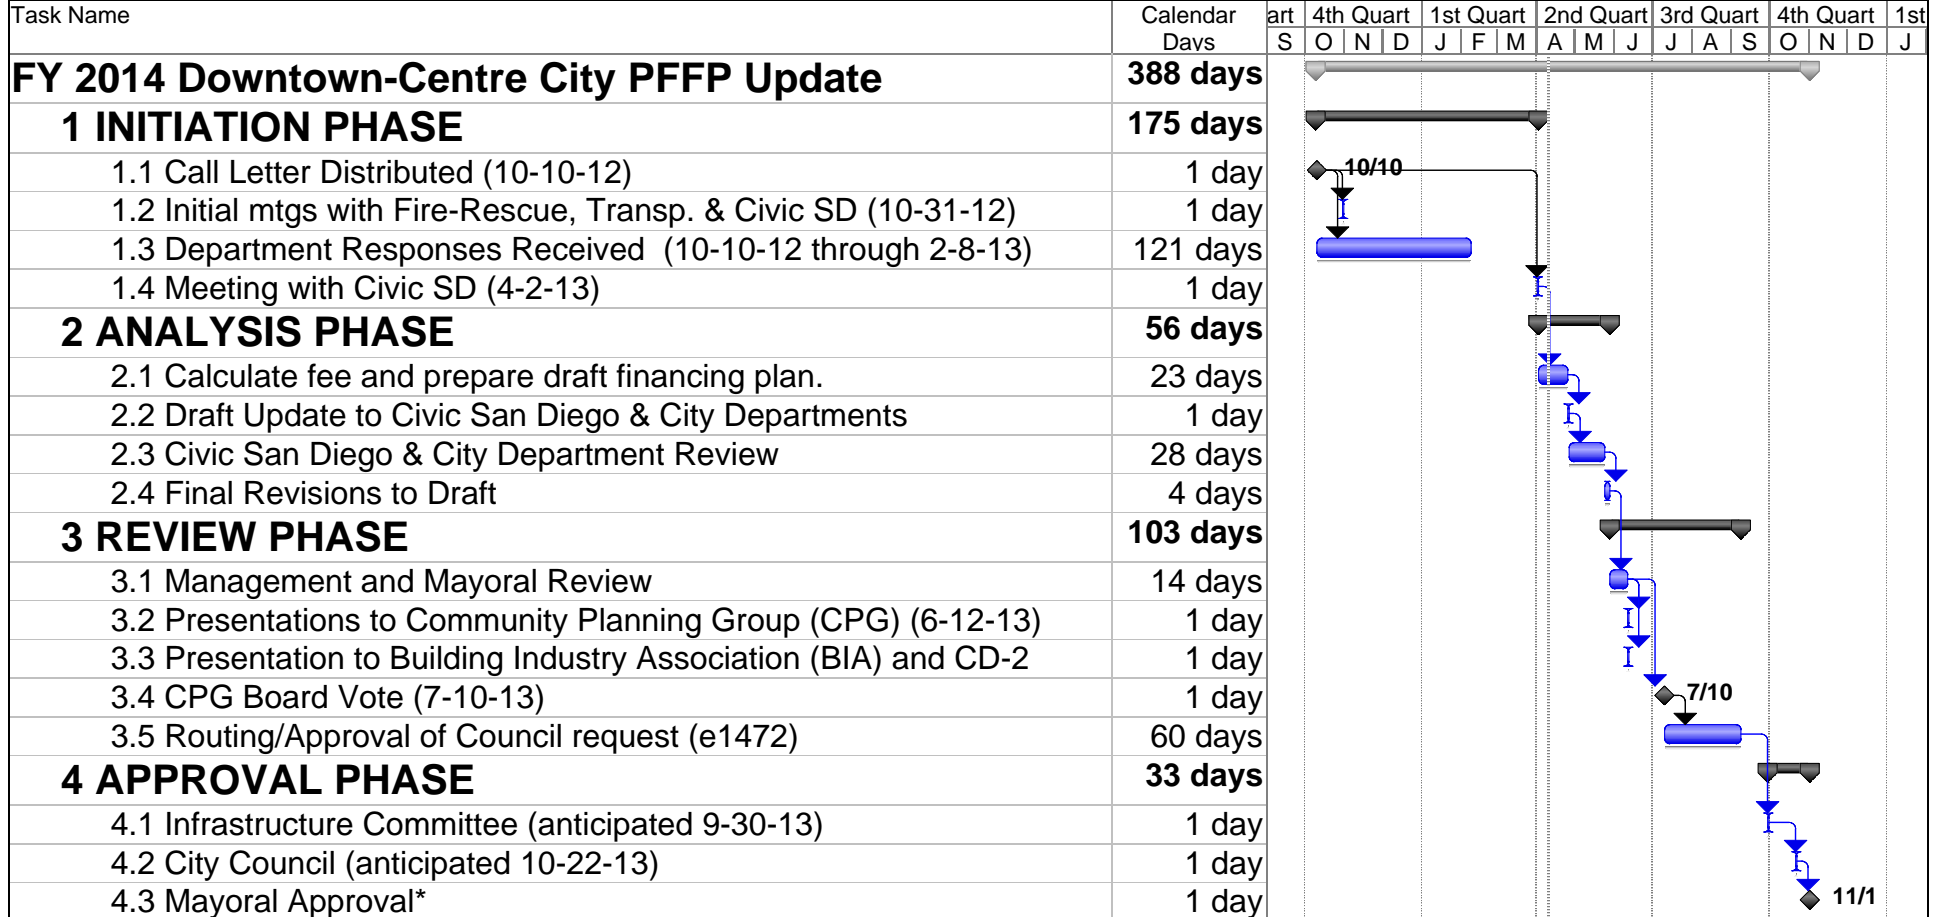 Task Name Calendar Days art 4th Quart 1st Quart 2nd Quart 3rd Quart 4th Quart 1st
S O N D J F M A M J J A S O N D J
FY 2014 Downtown-Centre City PFFP Update 388 days
1 INITIATION PHASE 175 days
1.1 Call Letter Distributed (10-10-12) 1 day 10/10
1.2 Initial mtgs with Fire-Rescue, Transp. & Civic SD (10-31-12) 1 day
1.3 Department Responses Received (10-10-12 through 2-8-13) 121 days
1.4 Meeting with Civic SD (4-2-13) 1 day
2 ANALYSIS PHASE 56 days
2.1 Calculate fee and prepare draft financing plan. 23 days
2.2 Draft Update to Civic San Diego & City Departments 1 day
2.3 Civic San Diego & City Department Review 28 days
2.4 Final Revisions to Draft 4 days
3 REVIEW PHASE 103 days
3.1 Management and Mayoral Review 14 days
3.2 Presentations to Community Planning Group (CPG) (6-12-13) 1 day
3.3 Presentation to Building Industry Association (BIA) and CD-2 1 day
3.4 CPG Board Vote (7-10-13) 1 day 7/10
3.5 Routing/Approval of Council request (e1472) 60 days
4 APPROVAL PHASE 33 days
4.1 Infrastructure Committee (anticipated 9-30-13) 1 day
4.2 City Council (anticipated 10-22-13) 1 day
4.3 Mayoral Approval* 1 day 11/1